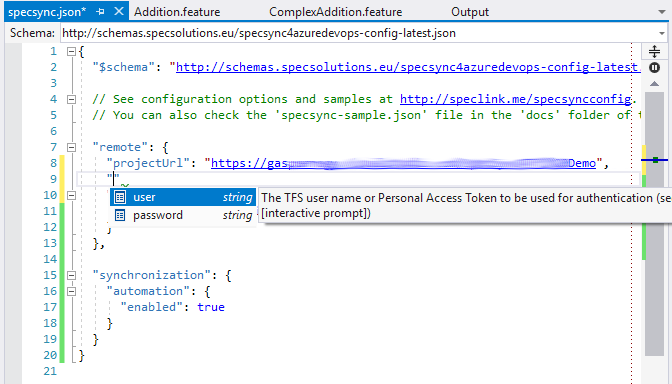 specsync.json* Addition.feature ComplexAddition.feature Output
Schema: http://schemas.specsolutions.eu/specsync4azuredevops-config-latest.json
1 {
2 "$schema": "http://schemas.specsolutions.eu/specsync4azuredevops-config-latest.
3
4 // See configuration options and samples at http://speclink.me/specsyncconfig.
5 // You can also check the 'specsync-sample.json' file in the 'docs' folder of t
6
7 "remote": {
8 "projectUrl": "https://gas Demo",
9 ""
10 user string The TFS user name or Personal Access Token to be used for authentication (se
11 password string [interactive prompt])
12 }
13 },
14
15 "synchronization": {
16 "automation": {
17 "enabled": true
18 }
19 }
20 }
21